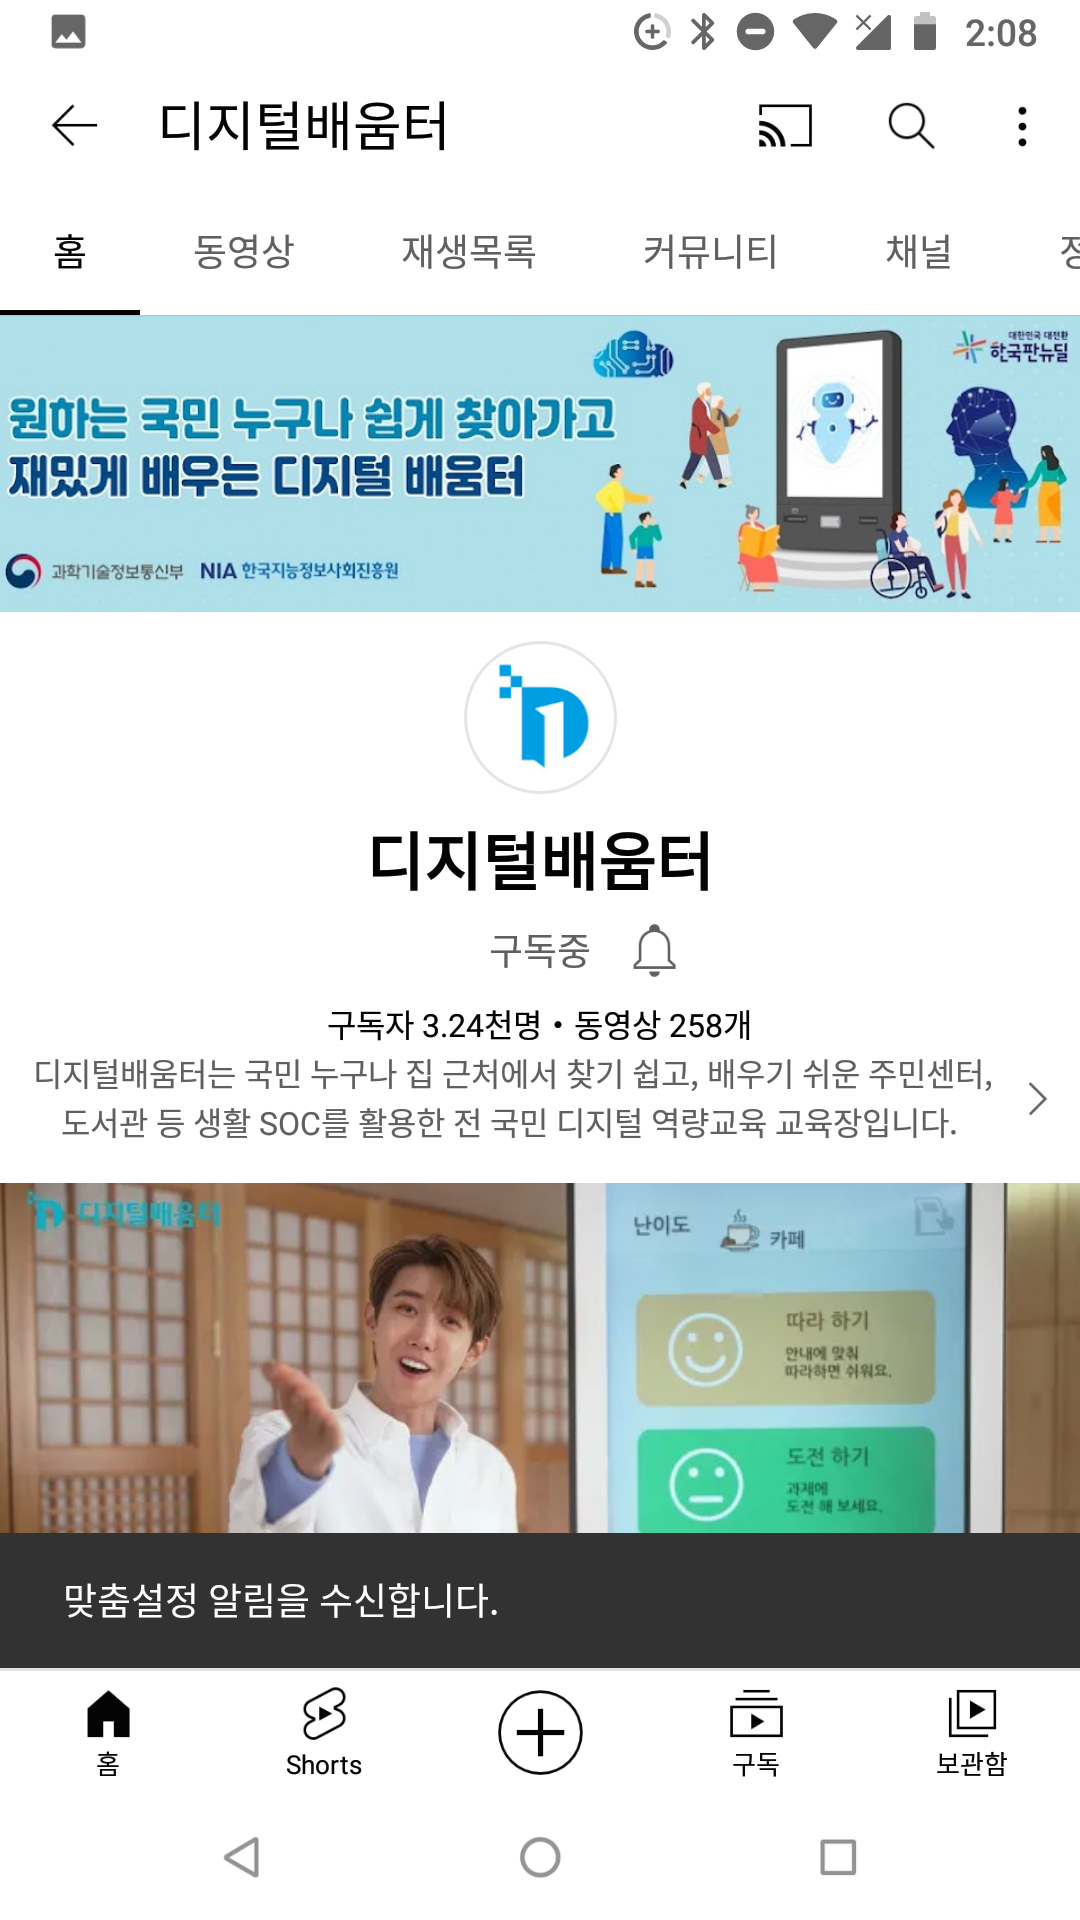 2:08
디지털배움터
홈 동영상 재생목록 커뮤니티 채널
대한민국 대전환
한국판뉴딜
원하는 국민 누구나 쉽게 찾아가고
재밌게 배우는 디지털 배움터
과학기술정보통신부 NIA 한국지능정보사회진흥원
디지털배움터
구독중
구독자 3.24천명 • 동영상 258개
디지털배움터는 국민 누구나 집 근처에서 찾기 쉽고, 배우기 쉬운 주민센터,
도서관 등 생활 SOC를 활용한 전 국민 디지털 역량교육 교육장입니다.
디지털배움터
난이도 카페
따라 하기
안내에 맞춰
따라하면 쉬워요.
도전 하기
과제에
도전 해 보세요.
맞춤설정 알림을 수신합니다.
홈 Shorts 구독 보관함